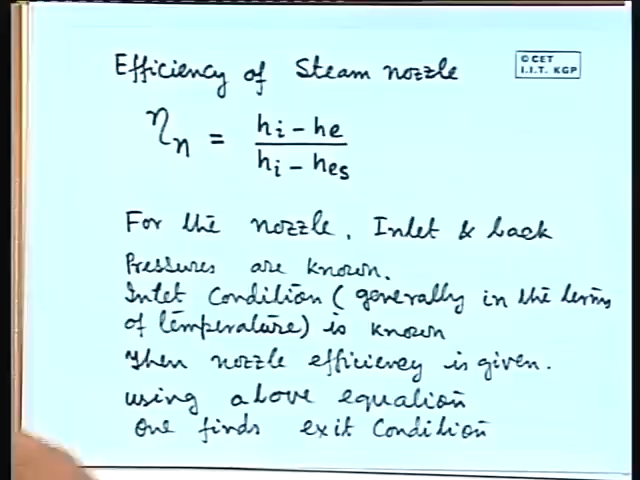 Efficiency of Steam nozzle
© CET
I.I.T. KGP
ηn = hi - he / hi - hes
For the nozzle, Inlet & back
Pressures are known.
Inlet Condition (generally in the terms
of temperature) is known
Then nozzle efficiency is given.
using above equation
One finds exit Condition